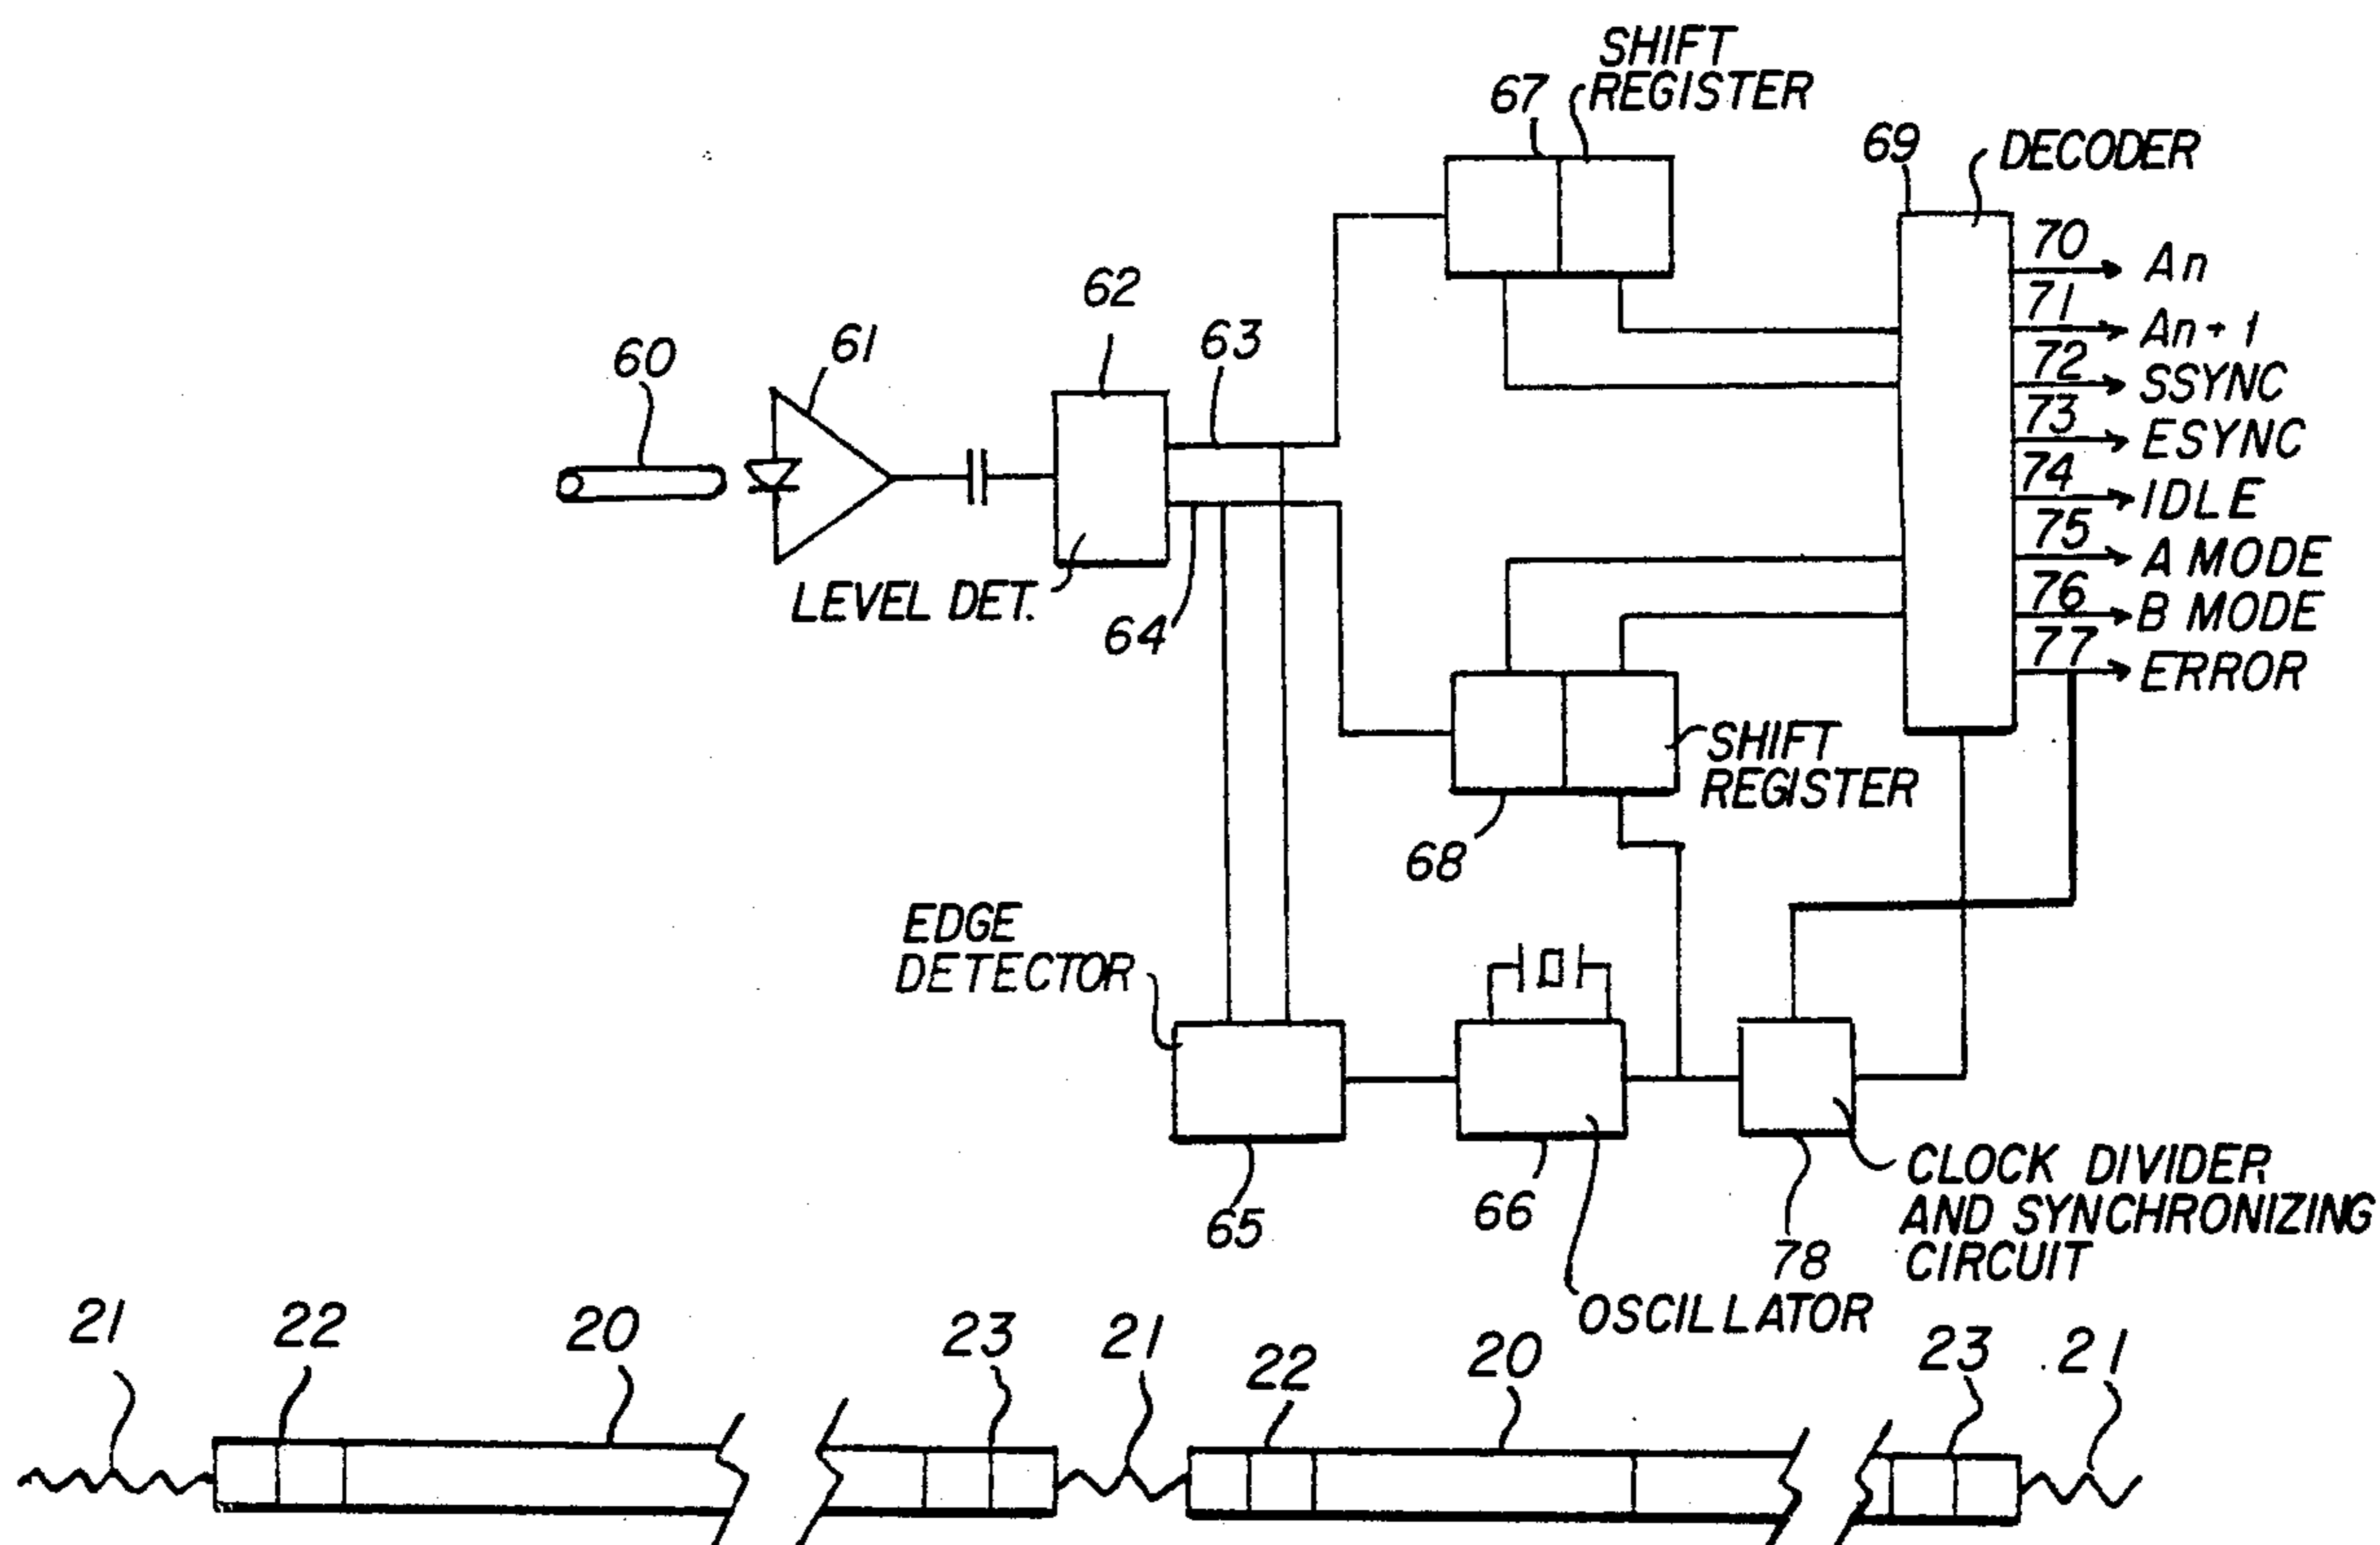 SHIFT
67 REGISTER
69 DECODER
70 An
71 An+1
72 SSYNC
73 ESYNC
74 IDLE
75 A MODE
76 B MODE
77 ERROR
62
60 61 63
LEVEL DET.
64
SHIFT
REGISTER
68
EDGE
DETECTOR
65
66
78
CLOCK DIVIDER
AND SYNCHRONIZING
CIRCUIT
OSCILLATOR
21 22 20 23 21 22 20 23 21